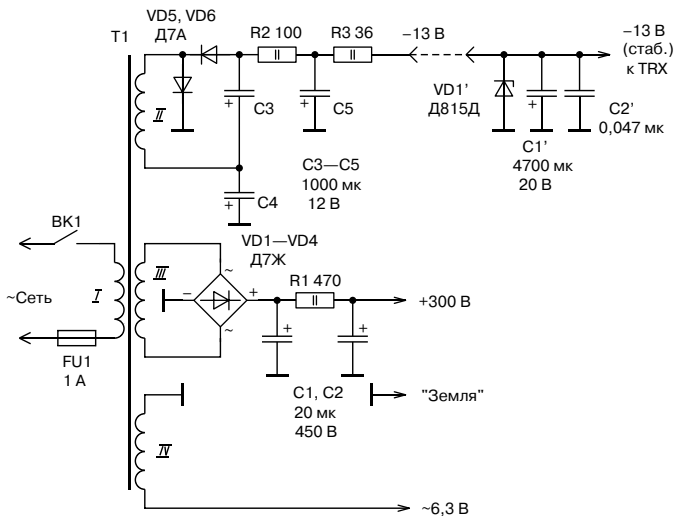 VD5, VD6
Д7А
T1
R2 100
R3 36
−13 В
−13 В
(стаб.)
к TRX
II
+
C3
+
C5
VD1'
Д815Д
+
C1'
4700 мк
20 В
C2'
0,047 мк
C3—C5
1000 мк
12 В
+
C4
ВК1
VD1—VD4
Д7Ж
~
III
I
~Сеть
−
+
R1 470
+300 В
~
+
+
FU1
1 А
C1, C2
20 мк
450 В
"Земля"
IV
~6,3 В